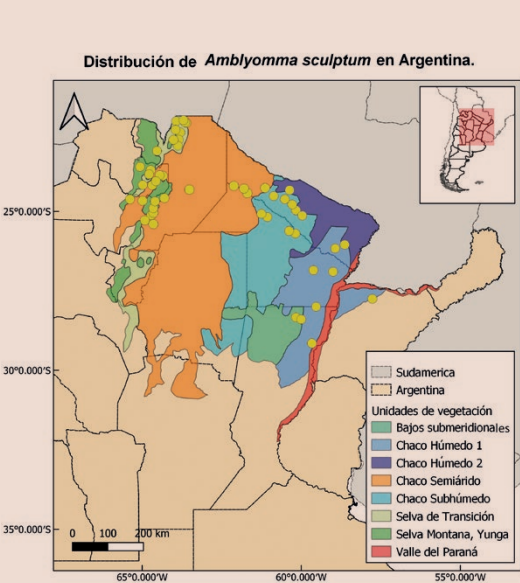 Distribución de Amblyomma sculptum en Argentina.
25°0.000'S
30°0.000'S
35°0.000'S
Sudamerica
Argentina
Unidades de vegetación
Bajos submeridionales
Chaco Húmedo 1
Chaco Húmedo 2
Chaco Semiárido
Chaco Subhúmedo
Selva de Transición
Selva Montana, Yunga
Valle del Paraná
0 100 200 km
65°0.000'W 60°0.000'W 55°0.000'W